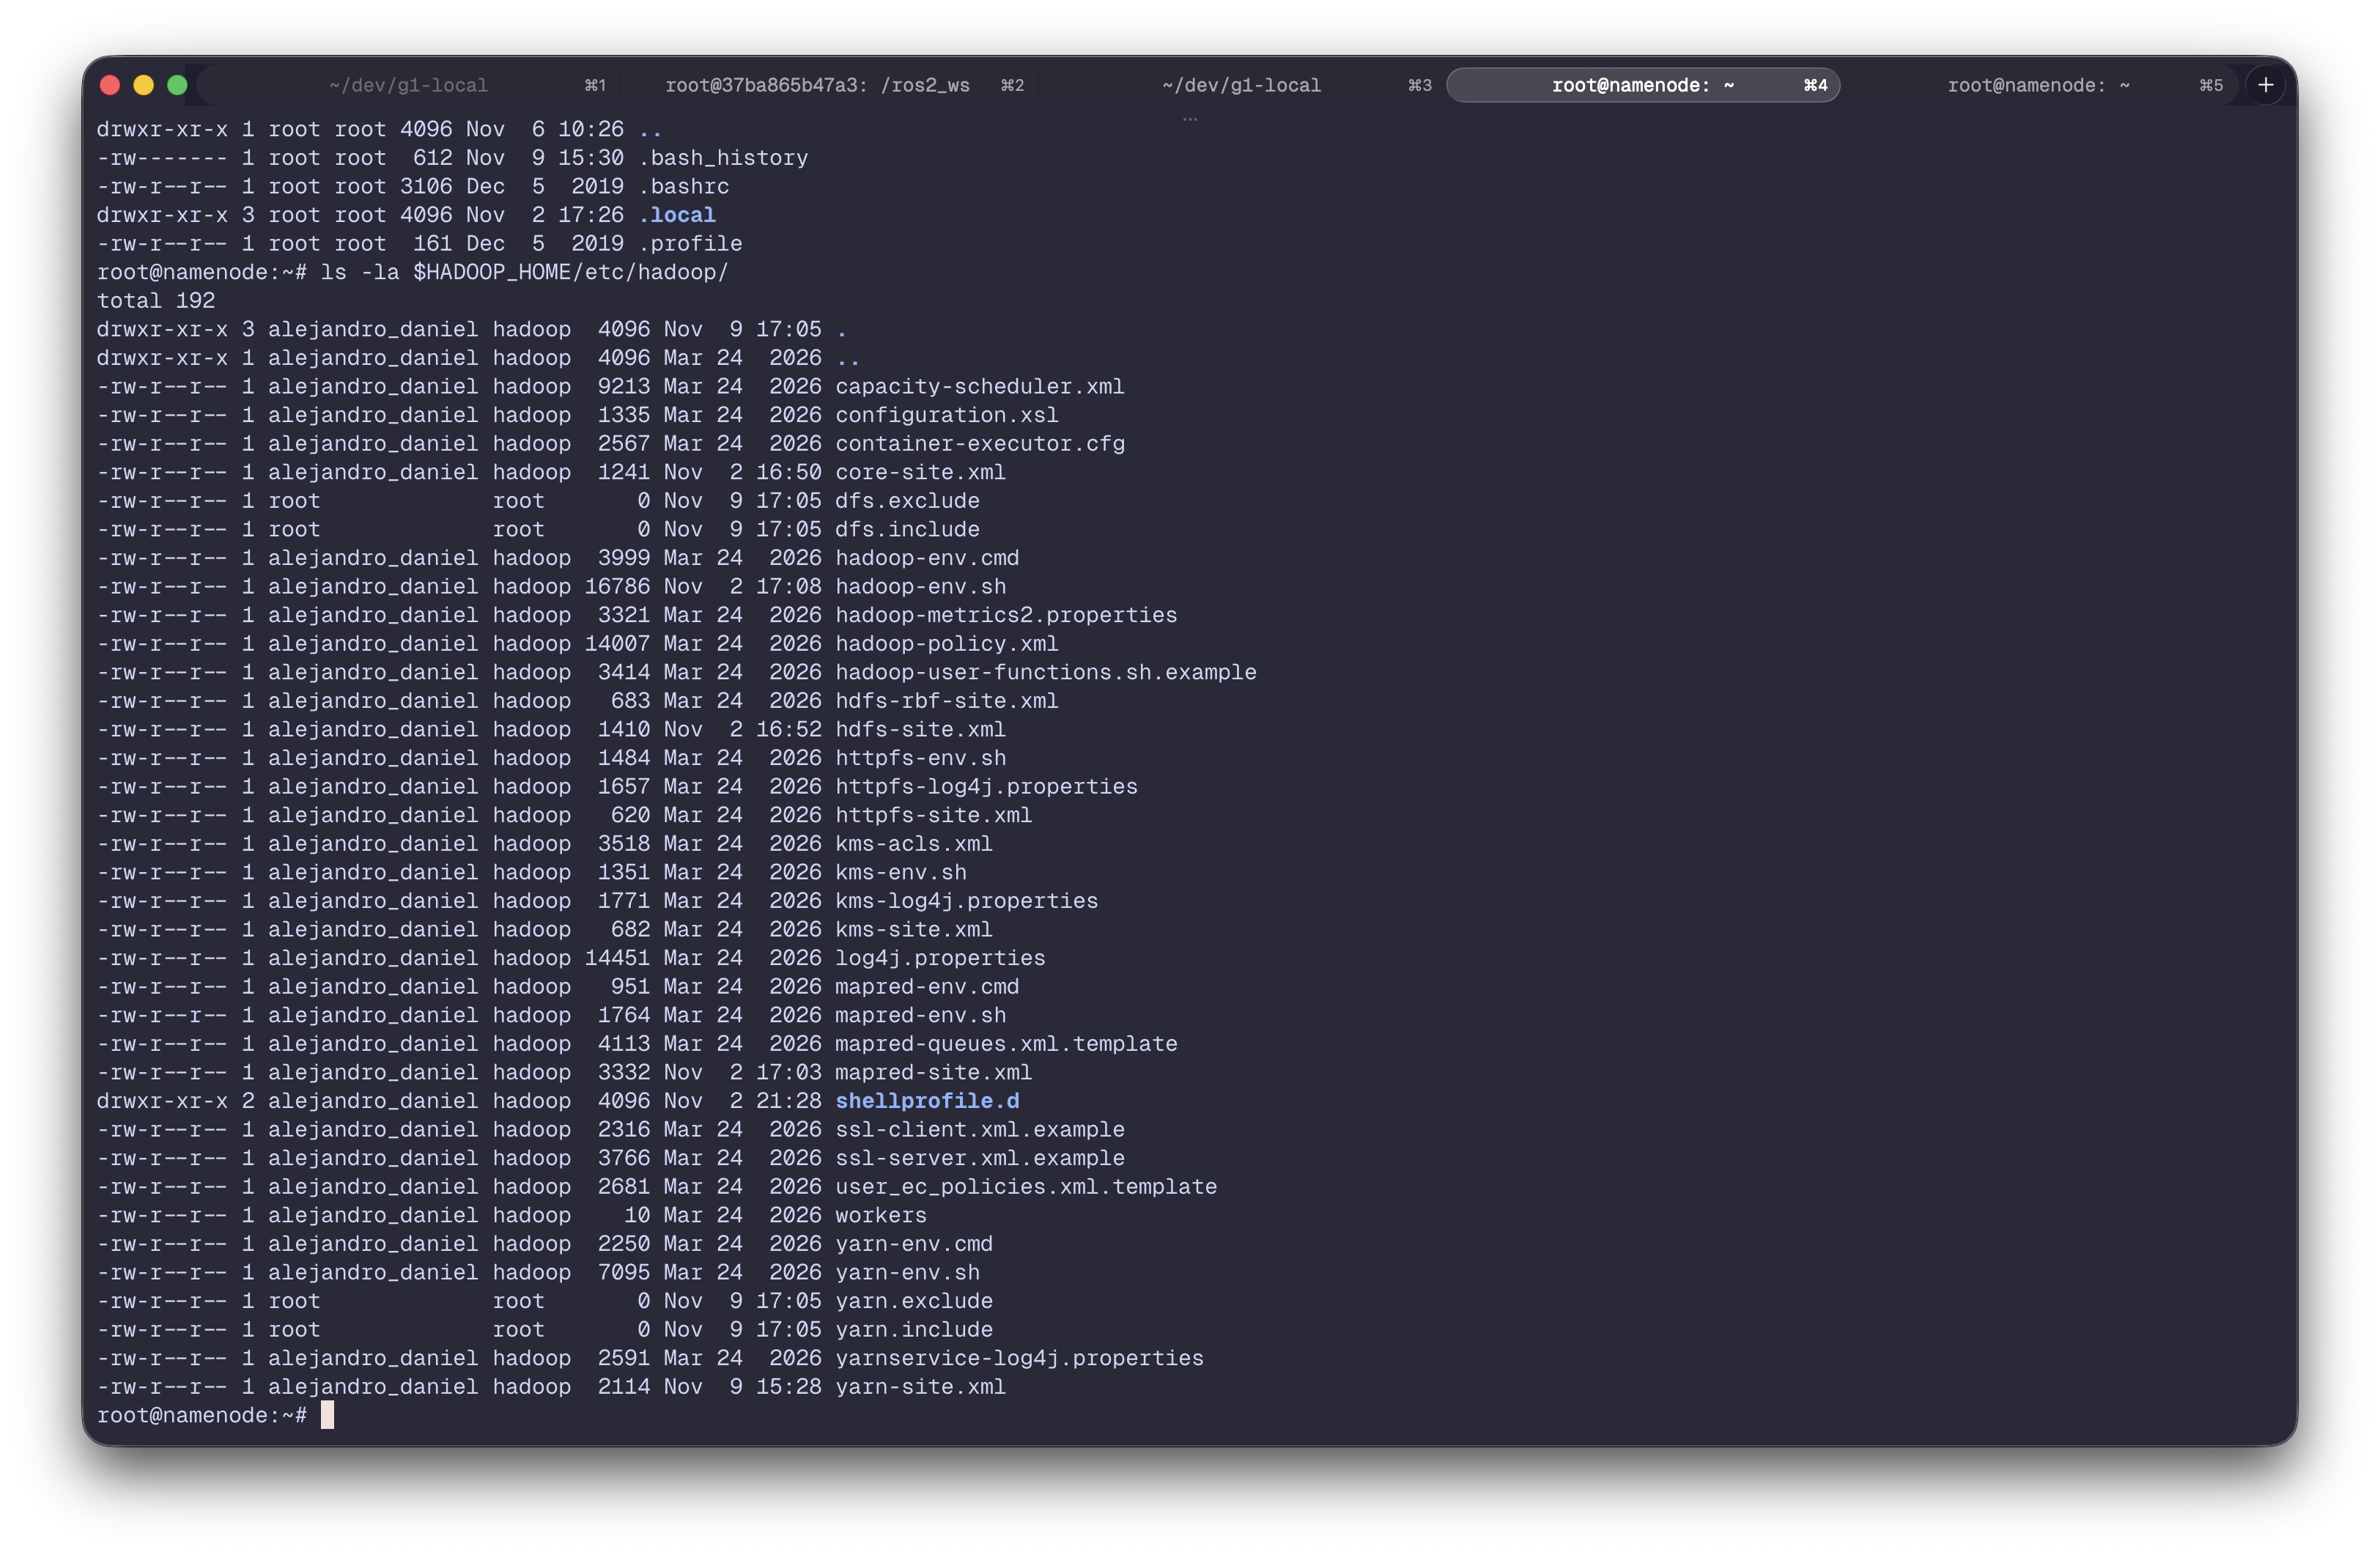 ~/dev/g1-local ⌘1 root@37ba865b47a3: /ros2_ws ⌘2 ~/dev/g1-local ⌘3 root@namenode: ~ ⌘4 root@namenode: ~ ⌘5 +
...
drwxr-xr-x 1 root root 4096 Nov  6 10:26 ..
-rw------- 1 root root  612 Nov  9 15:30 .bash_history
-rw-r--r-- 1 root root 3106 Dec  5  2019 .bashrc
drwxr-xr-x 3 root root 4096 Nov  2 17:26 .local
-rw-r--r-- 1 root root  161 Dec  5  2019 .profile
root@namenode:~# ls -la $HADOOP_HOME/etc/hadoop/
total 192
drwxr-xr-x 3 alejandro_daniel hadoop  4096 Nov  9 17:05 .
drwxr-xr-x 1 alejandro_daniel hadoop  4096 Mar 24  2026 ..
-rw-r--r-- 1 alejandro_daniel hadoop  9213 Mar 24  2026 capacity-scheduler.xml
-rw-r--r-- 1 alejandro_daniel hadoop  1335 Mar 24  2026 configuration.xsl
-rw-r--r-- 1 alejandro_daniel hadoop  2567 Mar 24  2026 container-executor.cfg
-rw-r--r-- 1 alejandro_daniel hadoop  1241 Nov  2 16:50 core-site.xml
-rw-r--r-- 1 root             root       0 Nov  9 17:05 dfs.exclude
-rw-r--r-- 1 root             root       0 Nov  9 17:05 dfs.include
-rw-r--r-- 1 alejandro_daniel hadoop  3999 Mar 24  2026 hadoop-env.cmd
-rw-r--r-- 1 alejandro_daniel hadoop 16786 Nov  2 17:08 hadoop-env.sh
-rw-r--r-- 1 alejandro_daniel hadoop  3321 Mar 24  2026 hadoop-metrics2.properties
-rw-r--r-- 1 alejandro_daniel hadoop 14007 Mar 24  2026 hadoop-policy.xml
-rw-r--r-- 1 alejandro_daniel hadoop  3414 Mar 24  2026 hadoop-user-functions.sh.example
-rw-r--r-- 1 alejandro_daniel hadoop   683 Mar 24  2026 hdfs-rbf-site.xml
-rw-r--r-- 1 alejandro_daniel hadoop  1410 Nov  2 16:52 hdfs-site.xml
-rw-r--r-- 1 alejandro_daniel hadoop  1484 Mar 24  2026 httpfs-env.sh
-rw-r--r-- 1 alejandro_daniel hadoop  1657 Mar 24  2026 httpfs-log4j.properties
-rw-r--r-- 1 alejandro_daniel hadoop   620 Mar 24  2026 httpfs-site.xml
-rw-r--r-- 1 alejandro_daniel hadoop  3518 Mar 24  2026 kms-acls.xml
-rw-r--r-- 1 alejandro_daniel hadoop  1351 Mar 24  2026 kms-env.sh
-rw-r--r-- 1 alejandro_daniel hadoop  1771 Mar 24  2026 kms-log4j.properties
-rw-r--r-- 1 alejandro_daniel hadoop   682 Mar 24  2026 kms-site.xml
-rw-r--r-- 1 alejandro_daniel hadoop 14451 Mar 24  2026 log4j.properties
-rw-r--r-- 1 alejandro_daniel hadoop   951 Mar 24  2026 mapred-env.cmd
-rw-r--r-- 1 alejandro_daniel hadoop  1764 Mar 24  2026 mapred-env.sh
-rw-r--r-- 1 alejandro_daniel hadoop  4113 Mar 24  2026 mapred-queues.xml.template
-rw-r--r-- 1 alejandro_daniel hadoop  3332 Nov  2 17:03 mapred-site.xml
drwxr-xr-x 2 alejandro_daniel hadoop  4096 Nov  2 21:28 shellprofile.d
-rw-r--r-- 1 alejandro_daniel hadoop  2316 Mar 24  2026 ssl-client.xml.example
-rw-r--r-- 1 alejandro_daniel hadoop  3766 Mar 24  2026 ssl-server.xml.example
-rw-r--r-- 1 alejandro_daniel hadoop  2681 Mar 24  2026 user_ec_policies.xml.template
-rw-r--r-- 1 alejandro_daniel hadoop    10 Mar 24  2026 workers
-rw-r--r-- 1 alejandro_daniel hadoop  2250 Mar 24  2026 yarn-env.cmd
-rw-r--r-- 1 alejandro_daniel hadoop  7095 Mar 24  2026 yarn-env.sh
-rw-r--r-- 1 root             root       0 Nov  9 17:05 yarn.exclude
-rw-r--r-- 1 root             root       0 Nov  9 17:05 yarn.include
-rw-r--r-- 1 alejandro_daniel hadoop  2591 Mar 24  2026 yarnservice-log4j.properties
-rw-r--r-- 1 alejandro_daniel hadoop  2114 Nov  9 15:28 yarn-site.xml
root@namenode:~#